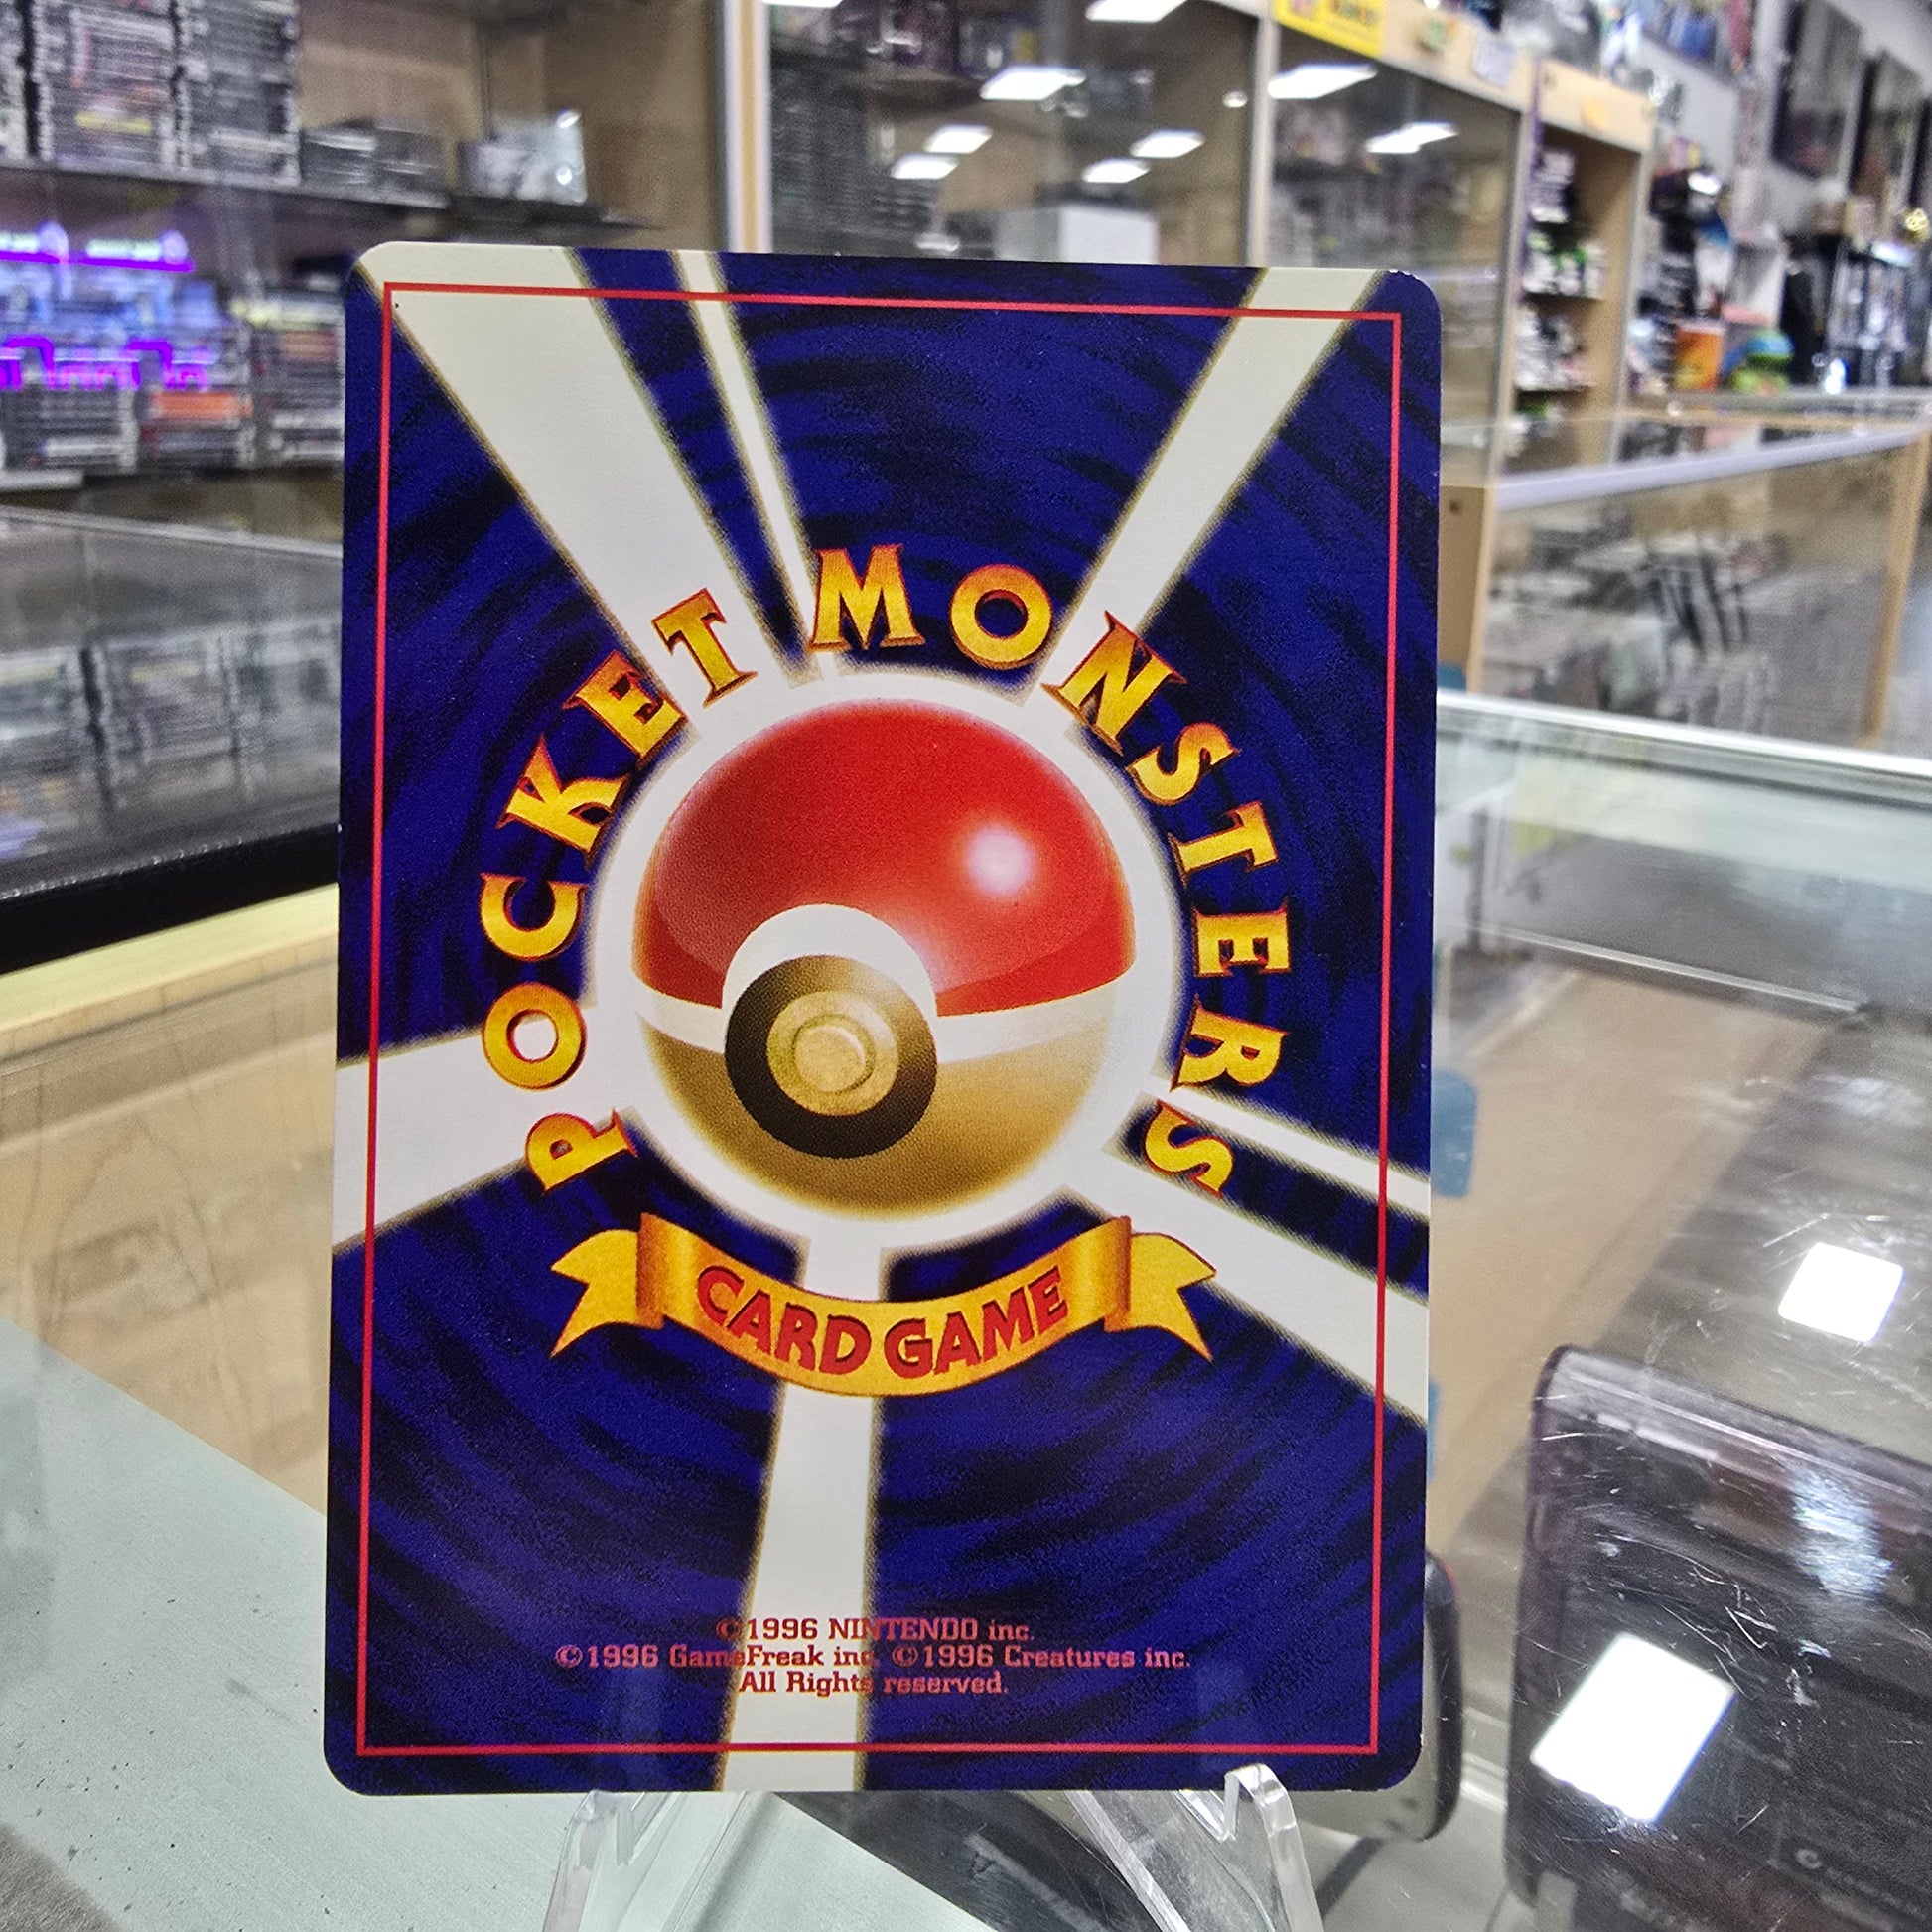 POCKET MONSTERS
CARD GAME
©1996 NINTENDO inc.
©1996 GameFreak inc. ©1996 Creatures inc.
All Rights reserved.